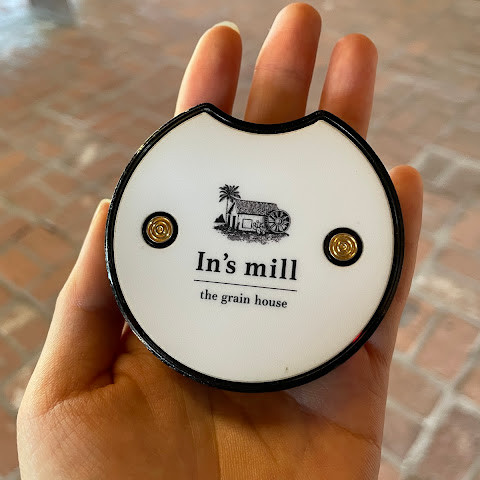 In's mill
the grain house